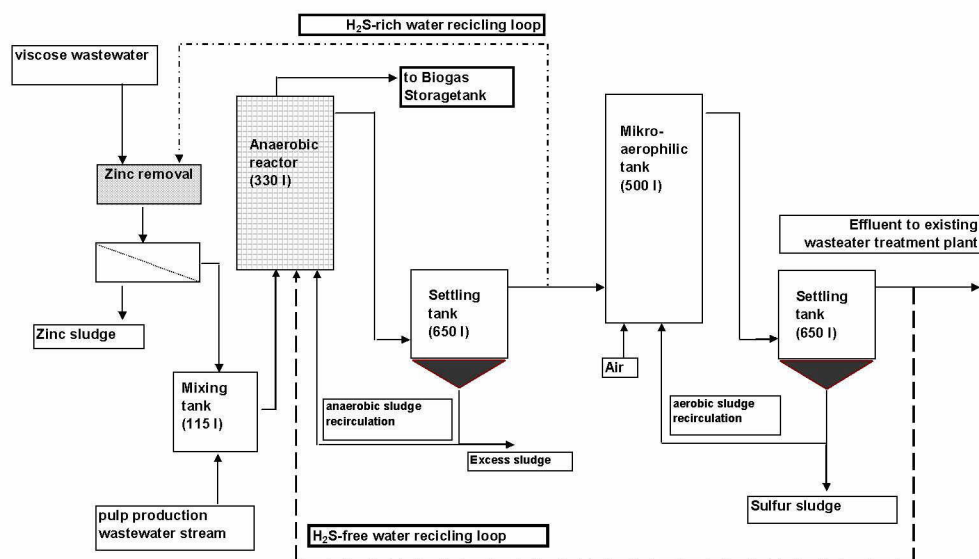 H₂S-rich water recicling loop
viscose wastewater
to Biogas
Storagetank
Anaerobic
reactor
(330 l)
Mikro-
aerophilic
tank
(500 l)
Zinc removal
Effluent to existing
wasteater treatment plant
Settling
tank
(650 l)
Settling
tank
(650 l)
Zinc sludge
Air
Mixing
tank
(115 l)
anaerobic sludge
recirculation
aerobic sludge
recirculation
Excess sludge
Sulfur sludge
pulp production
wastewater stream
H₂S-free water recicling loop